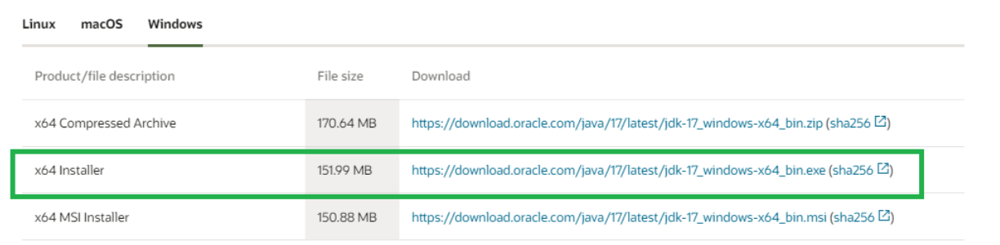 Linux macOS Windows
Product/file description File size Download
x64 Compressed Archive 170.64 MB https://download.oracle.com/java/17/latest/jdk-17_windows-x64_bin.zip (sha256)
x64 Installer 151.99 MB https://download.oracle.com/java/17/latest/jdk-17_windows-x64_bin.exe (sha256)
x64 MSI Installer 150.88 MB https://download.oracle.com/java/17/latest/jdk-17_windows-x64_bin.msi (sha256)